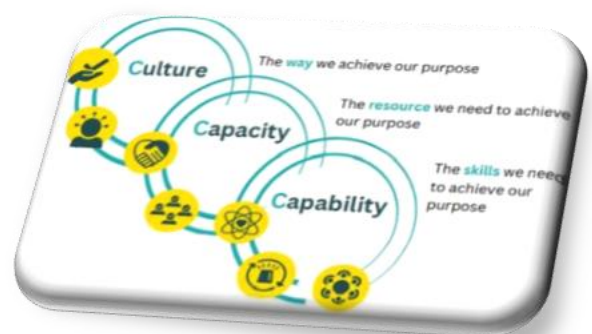 Culture
The way we achieve our purpose
Capacity
The resource we need to achieve
our purpose
Capability
The skills we need
to achieve our
purpose